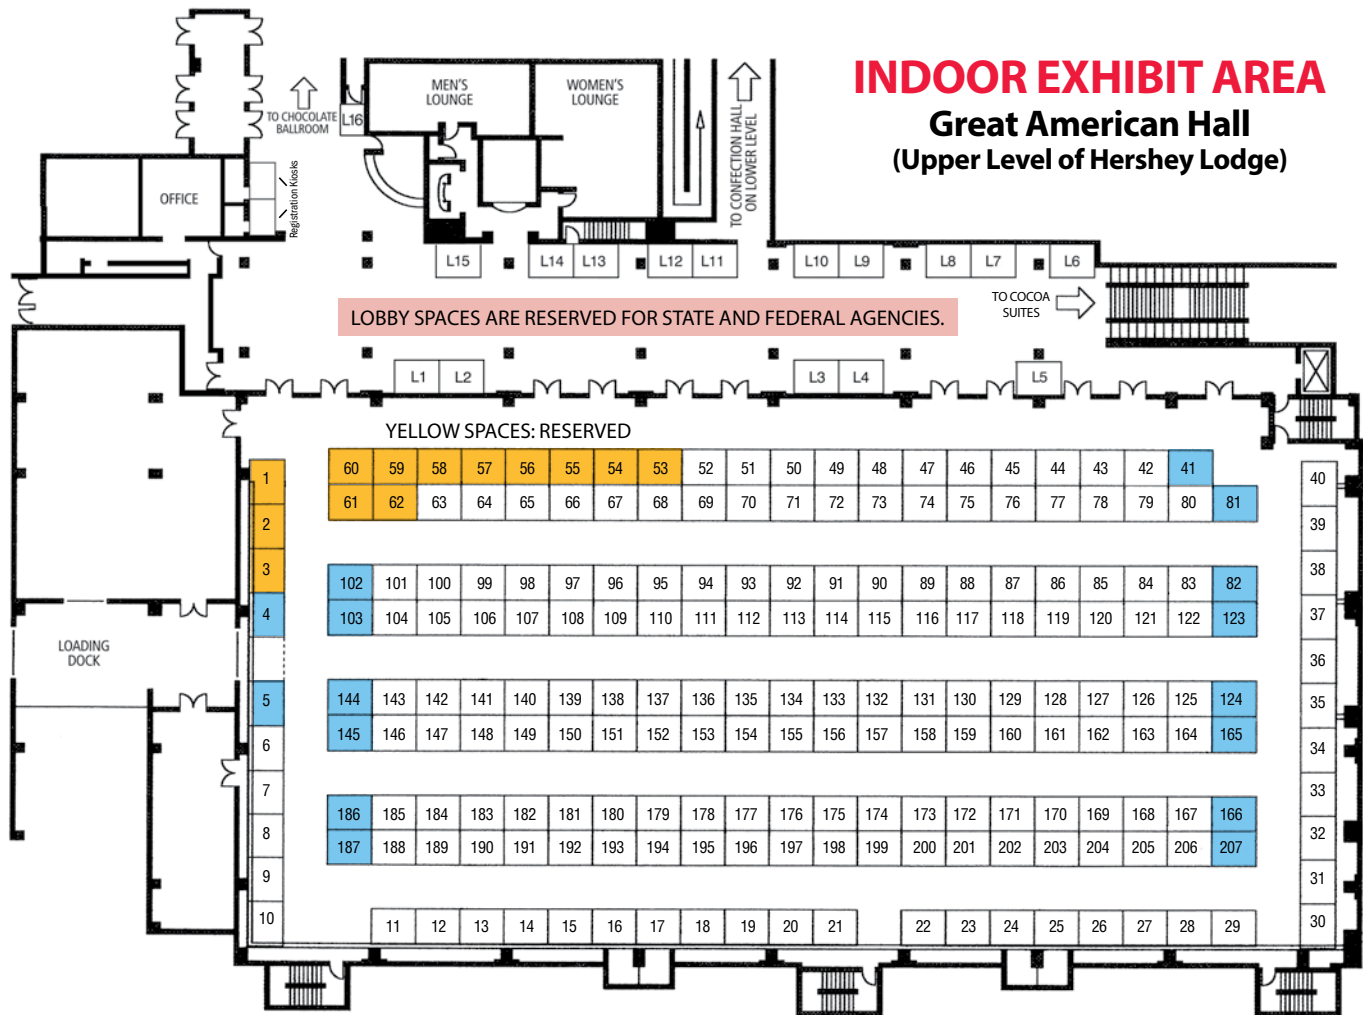 INDOOR EXHIBIT AREA
Great American Hall
(Upper Level of Hershey Lodge)
MEN'S
LOUNGE
WOMEN'S
LOUNGE
TO CHOCOLATE
BALLROOM
L16
TO CONFECTION HALL
ON LOWER LEVEL
OFFICE
Registration Kiosks
L15 L14 L13 L12 L11 L10 L9 L8 L7 L6
TO COCOA
SUITES
LOBBY SPACES ARE RESERVED FOR STATE AND FEDERAL AGENCIES.
L1 L2 L3 L4 L5
YELLOW SPACES: RESERVED
60 59 58 57 56 55 54 53 52 51 50 49 48 47 46 45 44 43 42 41
61 62 63 64 65 66 67 68 69 70 71 72 73 74 75 76 77 78 79 80 81
102 101 100 99 98 97 96 95 94 93 92 91 90 89 88 87 86 85 84 83 82
103 104 105 106 107 108 109 110 111 112 113 114 115 116 117 118 119 120 121 122 123
144 143 142 141 140 139 138 137 136 135 134 133 132 131 130 129 128 127 126 125 124
145 146 147 148 149 150 151 152 153 154 155 156 157 158 159 160 161 162 163 164 165
186 185 184 183 182 181 180 179 178 177 176 175 174 173 172 171 170 169 168 167 166
187 188 189 190 191 192 193 194 195 196 197 198 199 200 201 202 203 204 205 206 207
1
2
3
4
5
6
7
8
9
10
LOADING
DOCK
11 12 13 14 15 16 17 18 19 20 21 22 23 24 25 26 27 28 29
40
39
38
37
36
35
34
33
32
31
30